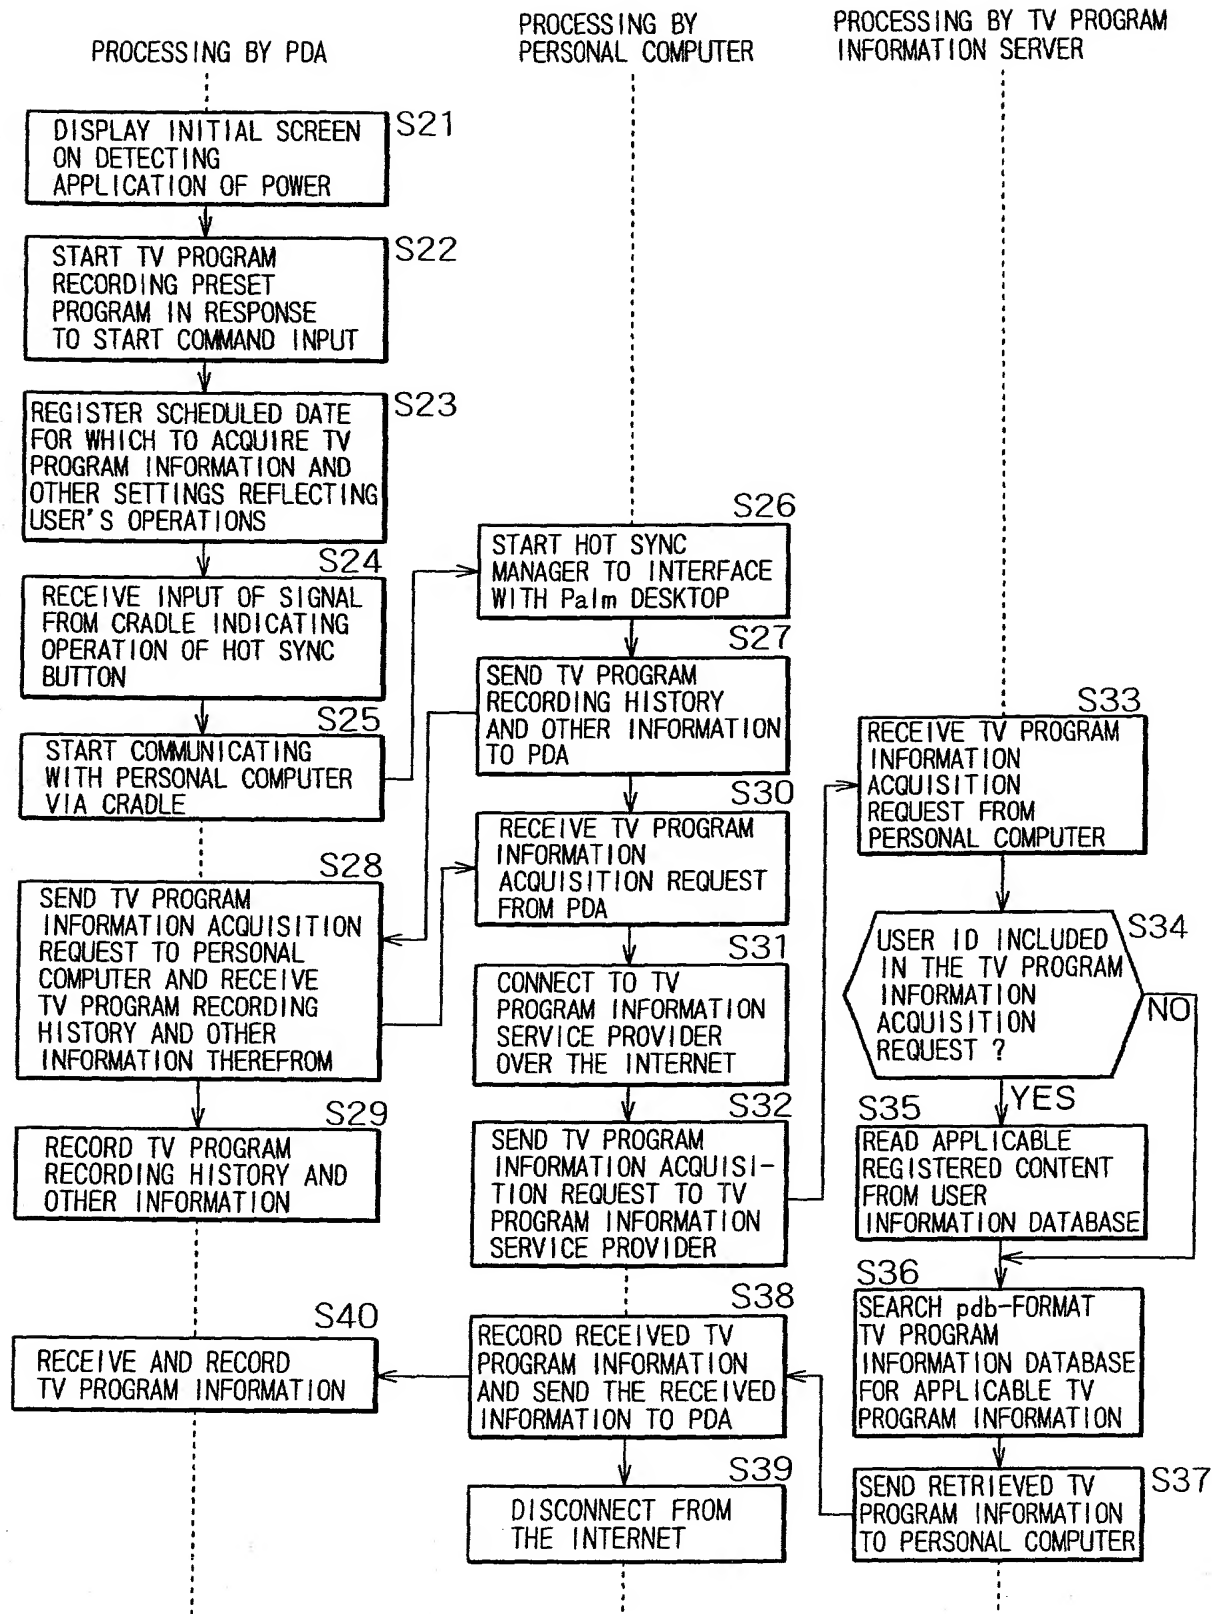 PROCESSING BY PDA
PROCESSING BY
PERSONAL COMPUTER
PROCESSING BY TV PROGRAM
INFORMATION SERVER
S21
DISPLAY INITIAL SCREEN
ON DETECTING
APPLICATION OF POWER
S22
START TV PROGRAM
RECORDING PRESET
PROGRAM IN RESPONSE
TO START COMMAND INPUT
S23
REGISTER SCHEDULED DATE
FOR WHICH TO ACQUIRE TV
PROGRAM INFORMATION AND
OTHER SETTINGS REFLECTING
USER'S OPERATIONS
S24
RECEIVE INPUT OF SIGNAL
FROM CRADLE INDICATING
OPERATION OF HOT SYNC
BUTTON
S25
START COMMUNICATING
WITH PERSONAL COMPUTER
VIA CRADLE
S26
START HOT SYNC
MANAGER TO INTERFACE
WITH Palm DESKTOP
S27
SEND TV PROGRAM
RECORDING HISTORY
AND OTHER INFORMATION
TO PDA
S28
SEND TV PROGRAM
INFORMATION ACQUISITION
REQUEST TO PERSONAL
COMPUTER AND RECEIVE
TV PROGRAM RECORDING
HISTORY AND OTHER
INFORMATION THEREFROM
S29
RECORD TV PROGRAM
RECORDING HISTORY AND
OTHER INFORMATION
S30
RECEIVE TV PROGRAM
INFORMATION
ACQUISITION REQUEST
FROM PDA
S31
CONNECT TO TV
PROGRAM INFORMATION
SERVICE PROVIDER
OVER THE INTERNET
S32
SEND TV PROGRAM
INFORMATION ACQUISI-
TION REQUEST TO TV
PROGRAM INFORMATION
SERVICE PROVIDER
S33
RECEIVE TV PROGRAM
INFORMATION
ACQUISITION
REQUEST FROM
PERSONAL COMPUTER
S34
USER ID INCLUDED
IN THE TV PROGRAM
INFORMATION
ACQUISITION
REQUEST ?
NO
YES
S35
READ APPLICABLE
REGISTERED CONTENT
FROM USER
INFORMATION DATABASE
S36
SEARCH pdb-FORMAT
TV PROGRAM
INFORMATION DATABASE
FOR APPLICABLE TV
PROGRAM INFORMATION
S37
SEND RETRIEVED TV
PROGRAM INFORMATION
TO PERSONAL COMPUTER
S38
RECORD RECEIVED TV
PROGRAM INFORMATION
AND SEND THE RECEIVED
INFORMATION TO PDA
S39
DISCONNECT FROM
THE INTERNET
S40
RECEIVE AND RECORD
TV PROGRAM INFORMATION